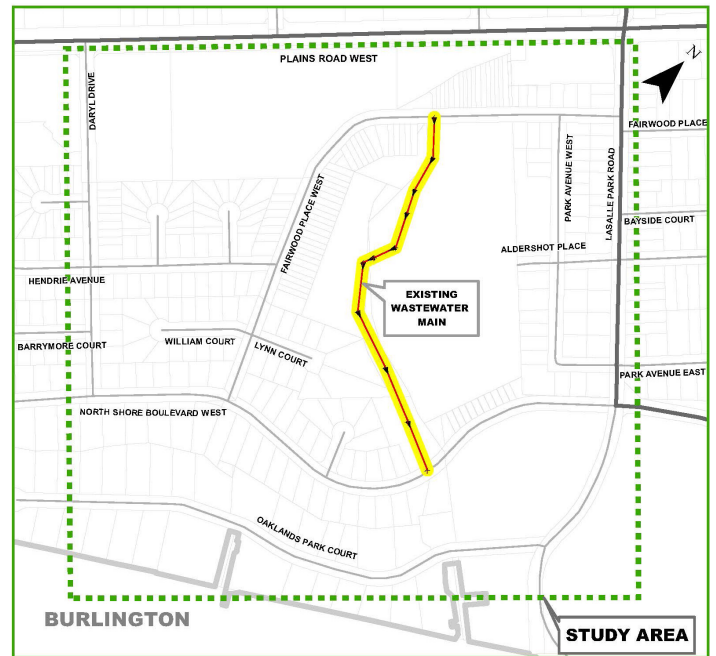 PLAINS ROAD WEST
N
DARYL DRIVE
FAIRWOOD PLACE
PARK AVENUE WEST
LASALLE PARK ROAD
FAIRWOOD PLACE WEST
BAYSIDE COURT
ALDERSHOT PLACE
HENDRIE AVENUE
EXISTING
WASTEWATER
MAIN
BARRYMORE COURT
WILLIAM COURT
LYNN COURT
PARK AVENUE EAST
NORTH SHORE BOULEVARD WEST
OAKLANDS PARK COURT
BURLINGTON
STUDY AREA